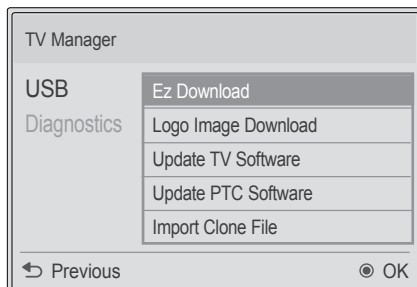 TV Manager
USB
Diagnostics
Ez Download
Logo Image Download
Update TV Software
Update PTC Software
Import Clone File
Previous
OK